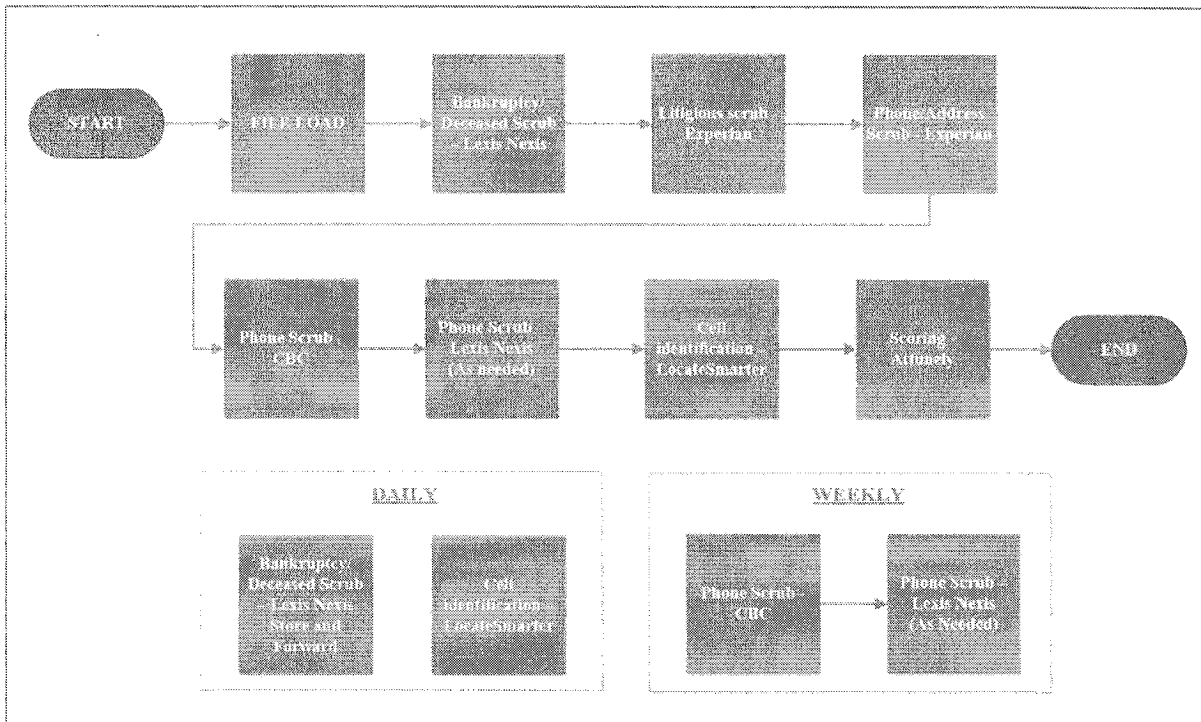 START
FILE LOAD
Bankruptcy/
Deceased Scrub
– Lexis Nexis
Litigious scrub
Experian
Phone/Address
Scrub – Experian
Phone Scrub
CBC
Phone Scrub
Lexis Nexis
(As needed)
Cell
identification –
LocateSmarter
Scoring
Attunely
END
DAILY
Bankruptcy/
Deceased Scrub
– Lexis Nexis
Store and
Forward
Cell
identification
LocateSmarter
WEEKLY
Phone Scrub -
CBC
Phone Scrub –
Lexis Nexis
(As Needed)